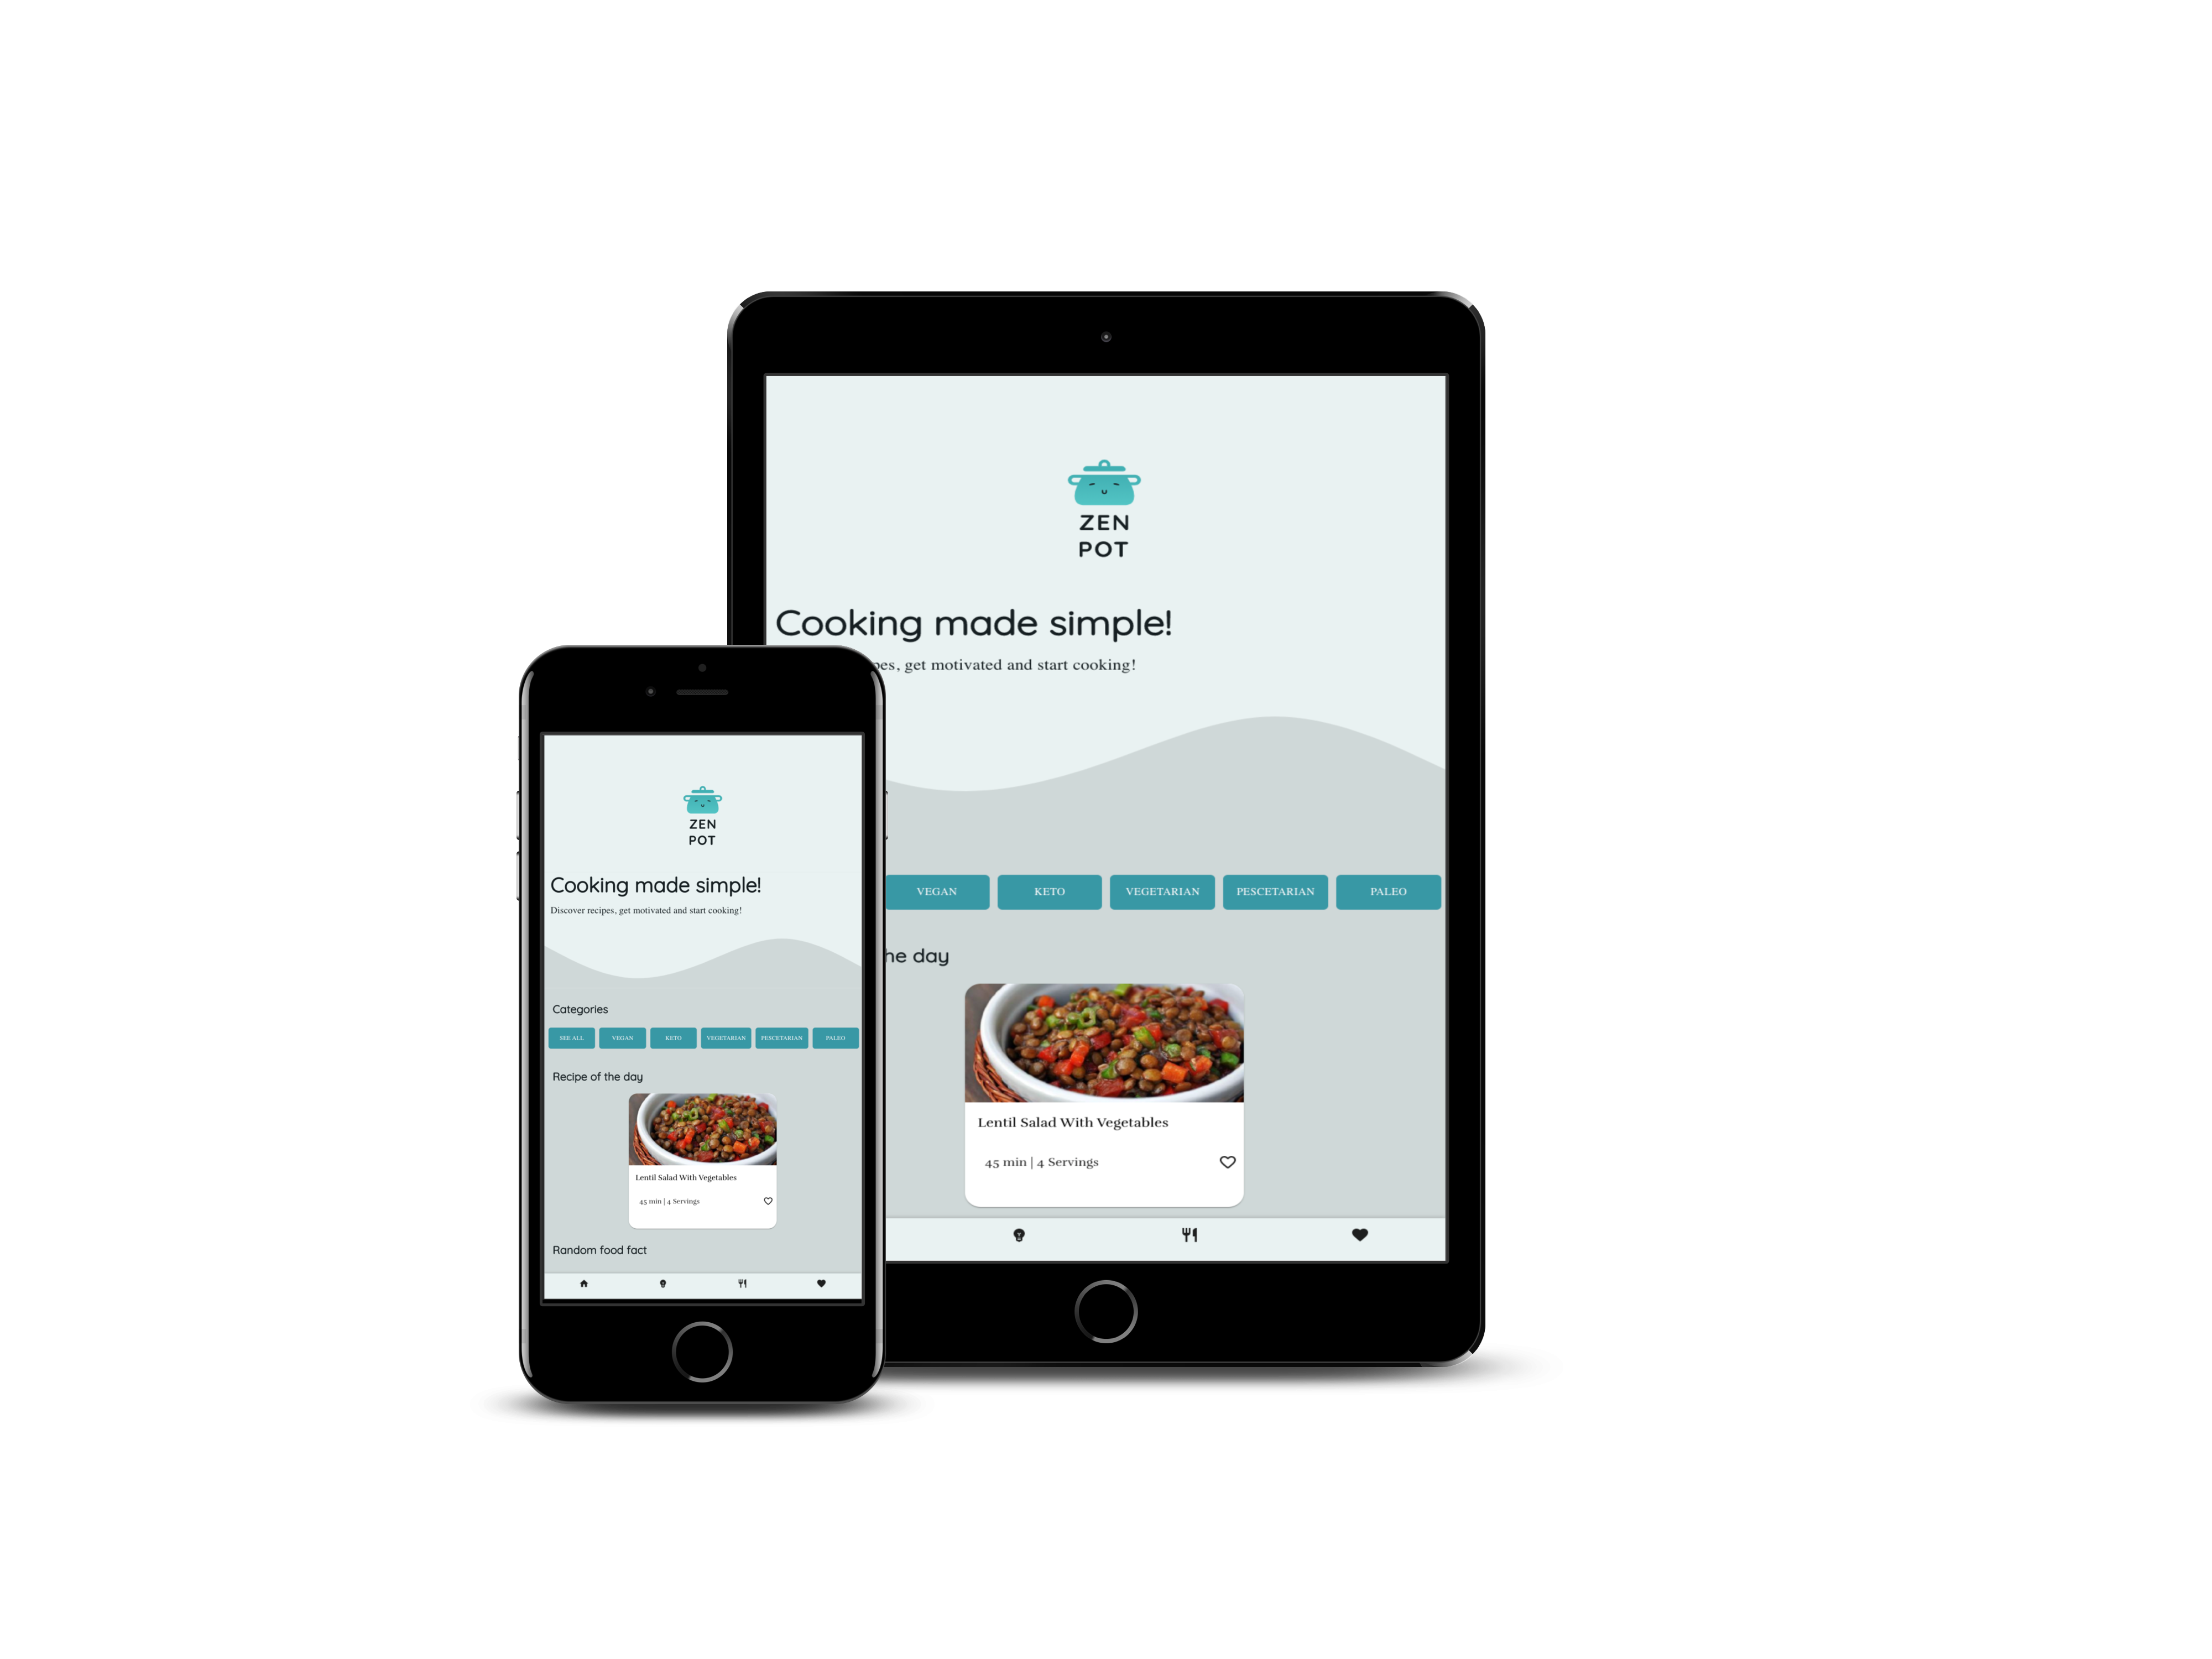 ZEN
POT
Cooking made simple!
pes, get motivated and start cooking!
VEGAN KETO VEGETARIAN PESCETARIAN PALEO
he day
Lentil Salad With Vegetables
45 min | 4 Servings
ZEN
POT
Cooking made simple!
Discover recipes, get motivated and start cooking!
Categories
SEE ALL VEGAN KETO VEGETARIAN PESCETARIAN PALEO
Recipe of the day
Lentil Salad With Vegetables
45 min | 4 Servings
Random food fact